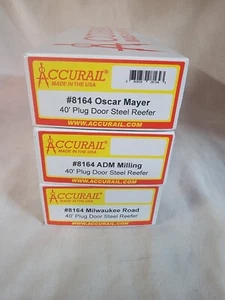 ACCURAIL
MADE IN THE USA
#8164 Oscar Mayer
40' Plug Door Steel Reefer
WWW.ACCURAIL.COM
ACCURAIL
MADE IN THE USA
#8164 ADM Milling
40' Plug Door Steel Reefer
WWW.ACCURAIL.COM
ACCURAIL
MADE IN THE USA
#8164 Milwaukee Road
40' Plug Door Steel Reefer
WWW.ACCURAIL.COM